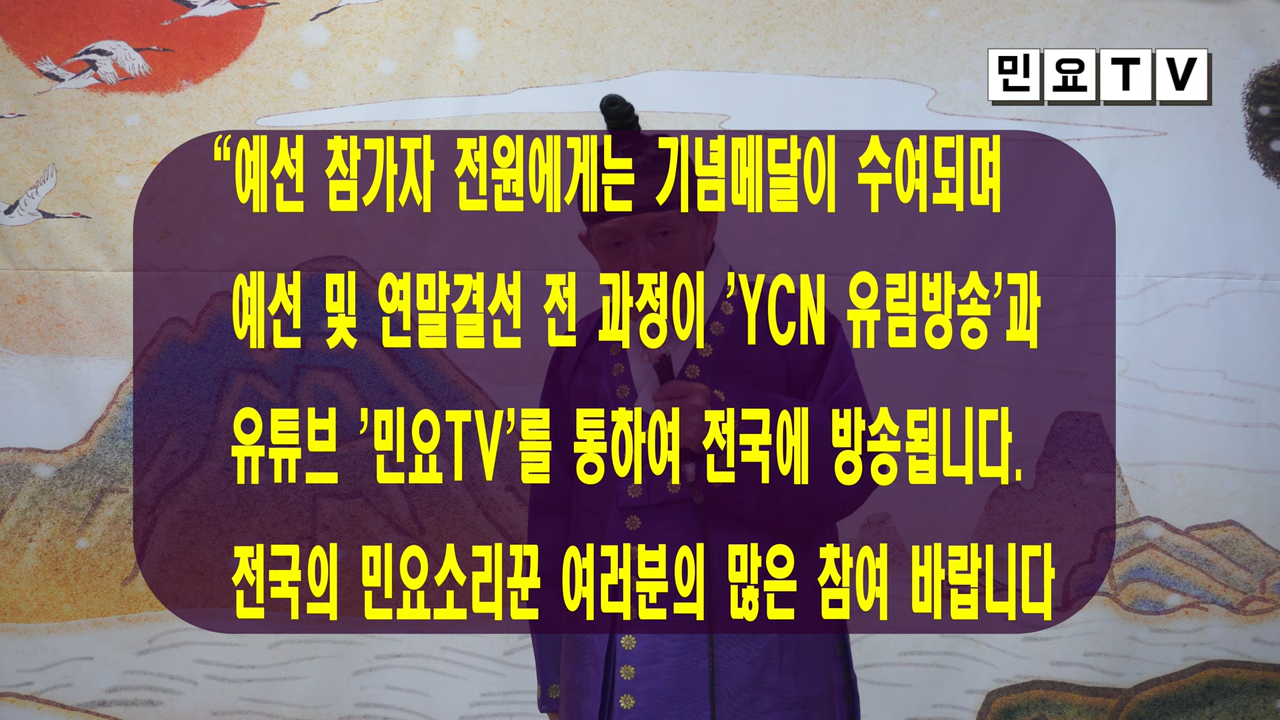 민요TV
“예선 참가자 전원에게는 기념메달이 수여되며
예선 및 연말결선 전 과정이 ’YCN 유림방송’과
유튜브 ’민요TV’를 통하여 전국에 방송됩니다.
전국의 민요소리꾼 여러분의 많은 참여 바랍니다